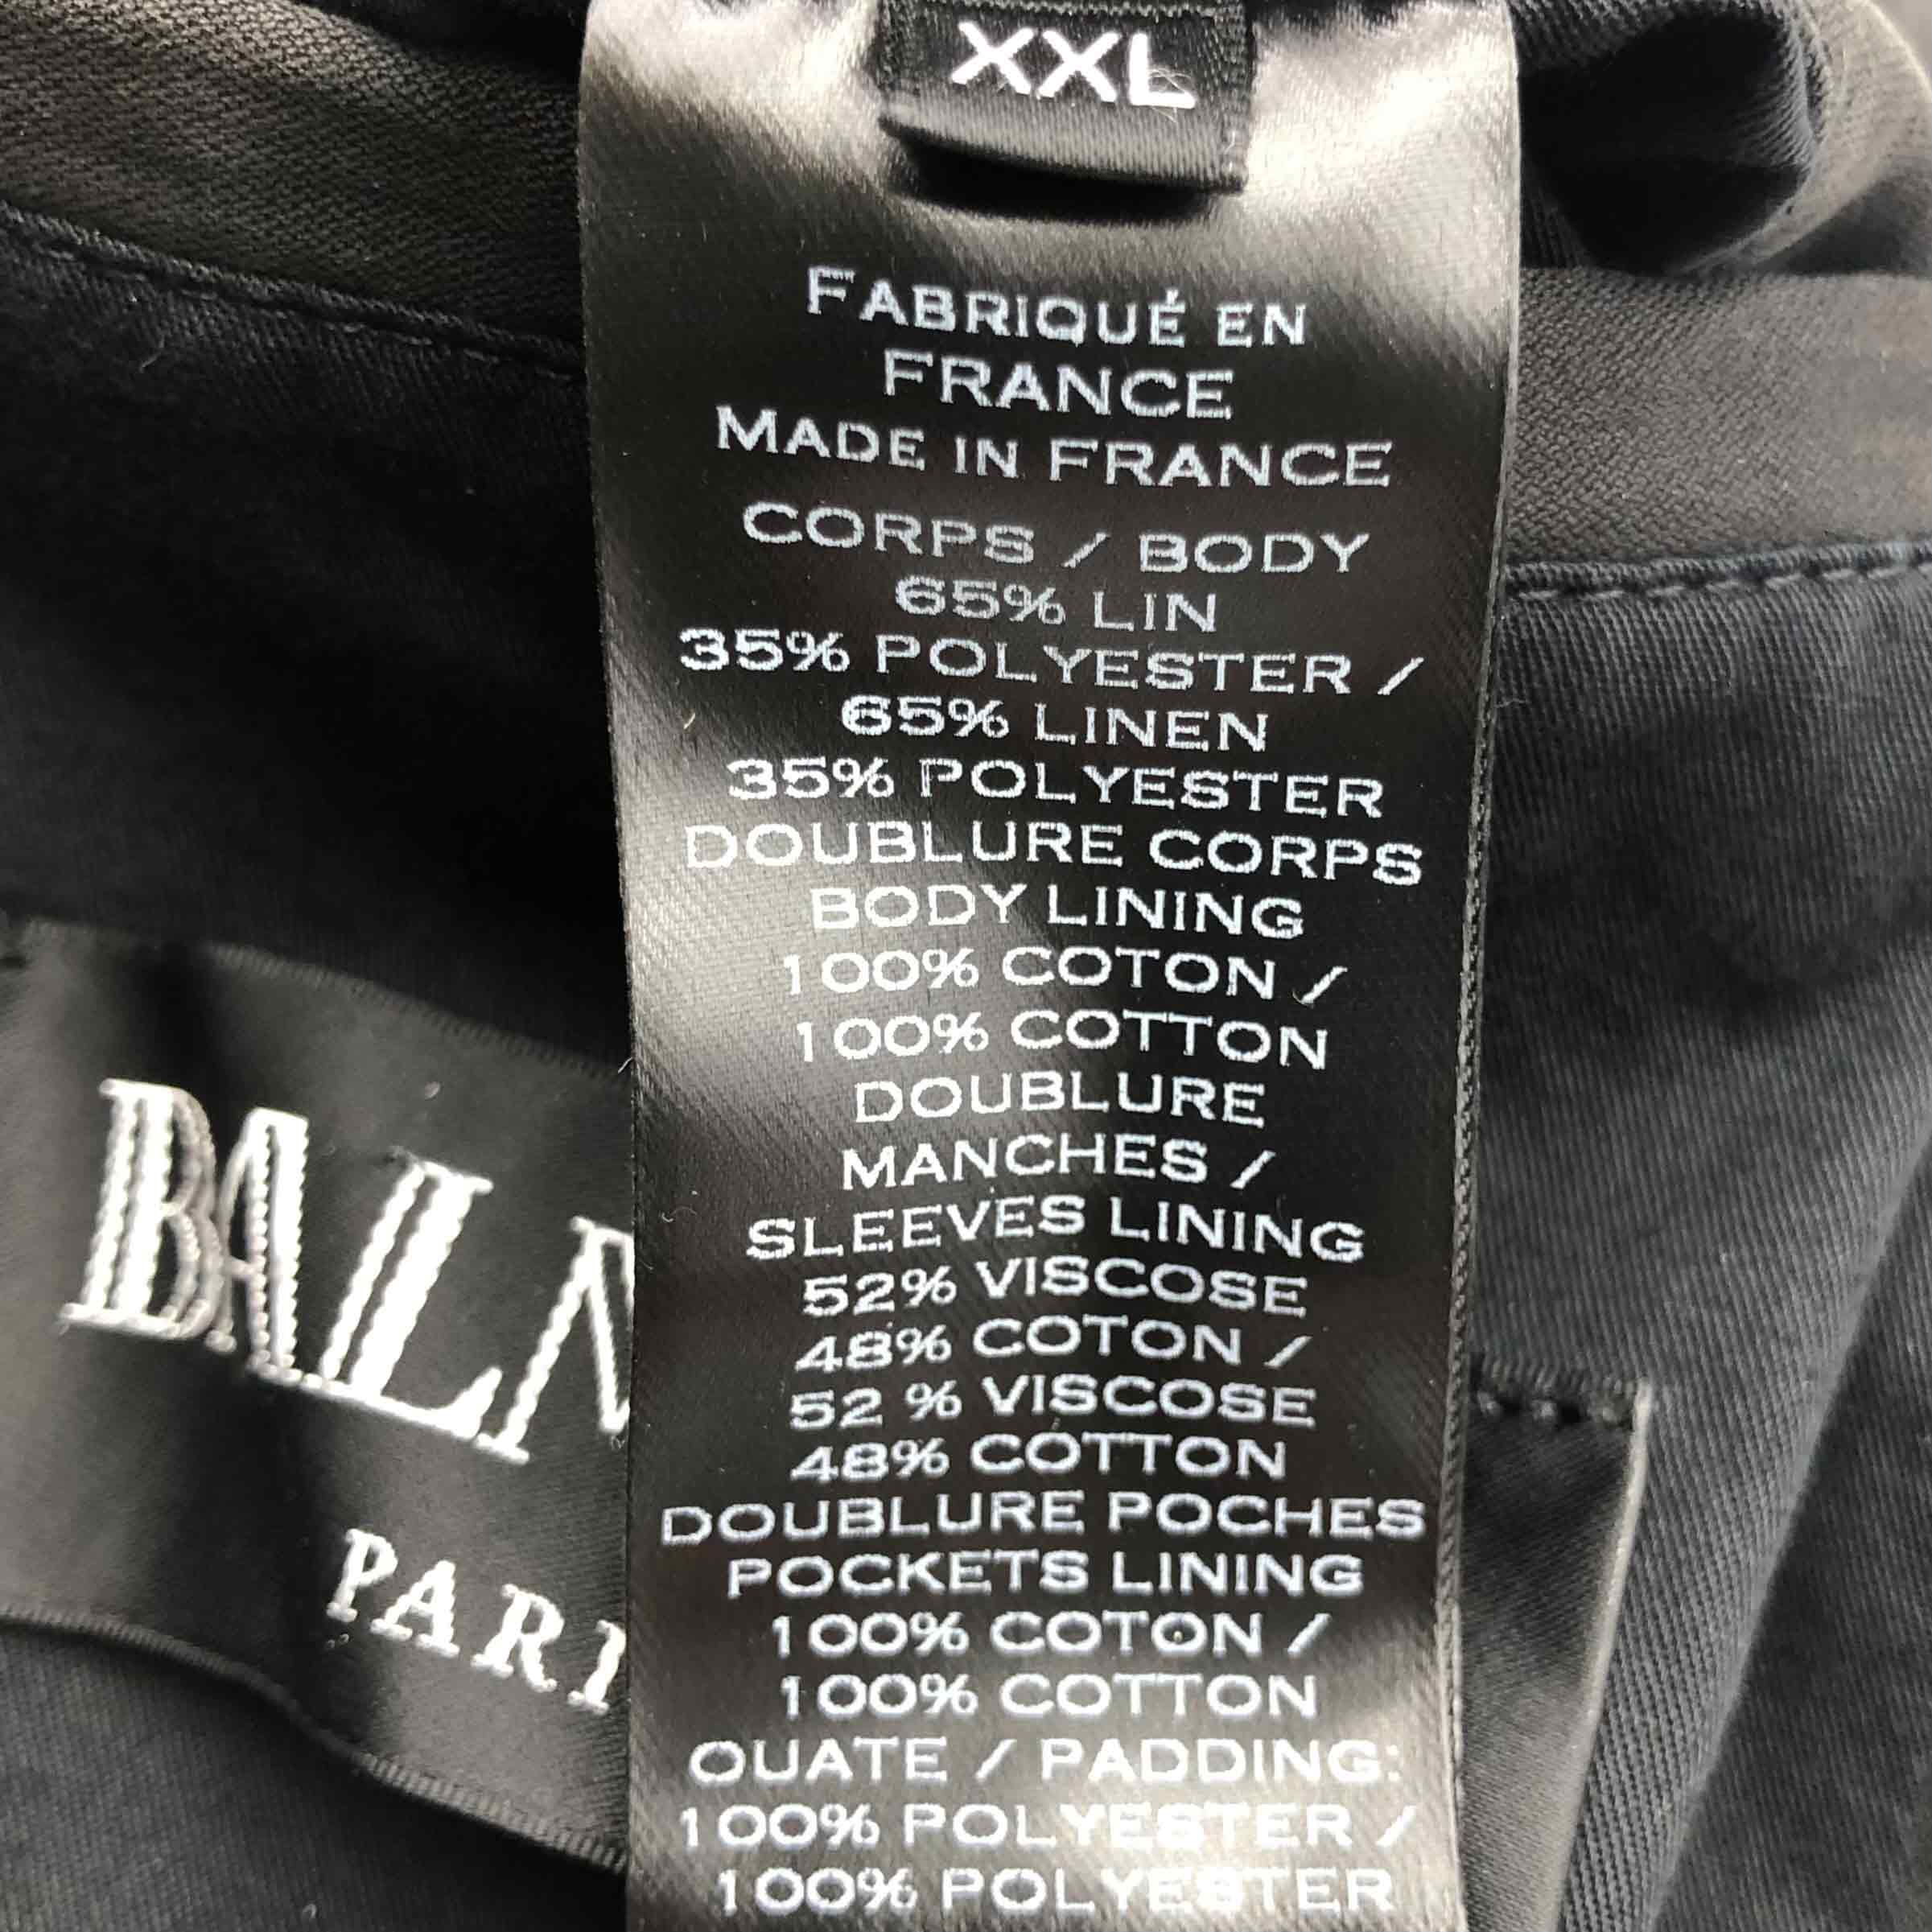 XXL
FABRIQUÉ EN
FRANCE
MADE IN FRANCE
CORPS / BODY
65% LIN
35% POLYESTER /
65% LINEN
35% POLYESTER
DOUBLURE CORPS
BODY LINING
100% COTON /
100% COTTON
DOUBLURE
MANCHES /
SLEEVES LINING
52% VISCOSE
48% COTON /
52 % VISCOSE
48% COTTON
DOUBLURE POCHES
POCKETS LINING
100% COTON /
100% COTTON
OUATE / PADDING:
100% POLYESTER /
100% POLYESTER
BALM
PARI